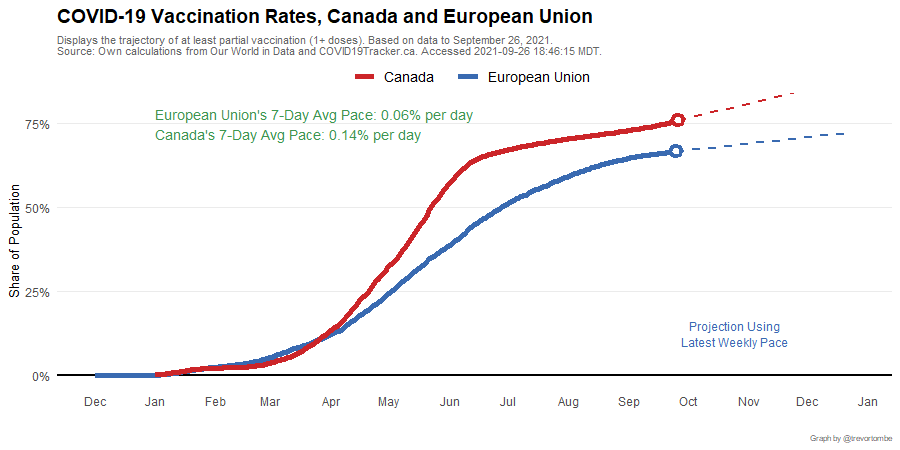 COVID-19 Vaccination Rates, Canada and European Union
Displays the trajectory of at least partial vaccination (1+ doses). Based on data to September 26, 2021.
Source: Own calculations from Our World in Data and COVID19Tracker.ca. Accessed 2021-09-26 18:46:15 MDT.
Canada European Union
European Union's 7-Day Avg Pace: 0.06% per day
Canada's 7-Day Avg Pace: 0.14% per day
75%
50%
25%
0%
Share of Population
Projection Using
Latest Weekly Pace
Dec Jan Feb Mar Apr May Jun Jul Aug Sep Oct Nov Dec Jan
Graph by @trevortombe